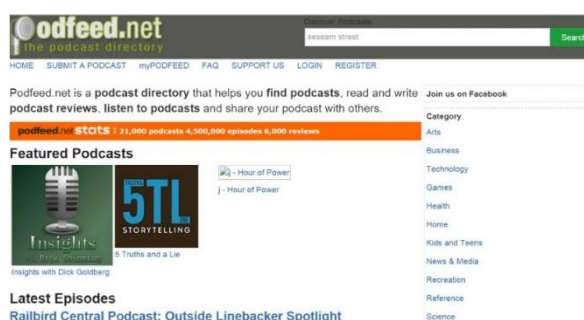 Podfeed.net
the podcast directory
Discover Podcasts
seseam street
Search
HOME SUBMIT A PODCAST myPODFEED FAQ SUPPORT US LOGIN REGISTER
Podfeed.net is a podcast directory that helps you find podcasts, read and write
podcast reviews, listen to podcasts and share your podcast with others.
podfeed.net stats : 21,000 podcasts 4,500,000 episodes 6,000 reviews
Featured Podcasts
Insights
5TL
STORYTELLING
j - Hour of Power
j - Hour of Power
5 Truths and a Lie
Insights with Dick Goldberg
Latest Episodes
Railbird Central Podcast: Outside Linebacker Spotlight
Join us on Facebook
Category
Arts
Business
Technology
Games
Health
Home
Kids and Teens
News & Media
Recreation
Reference
Science